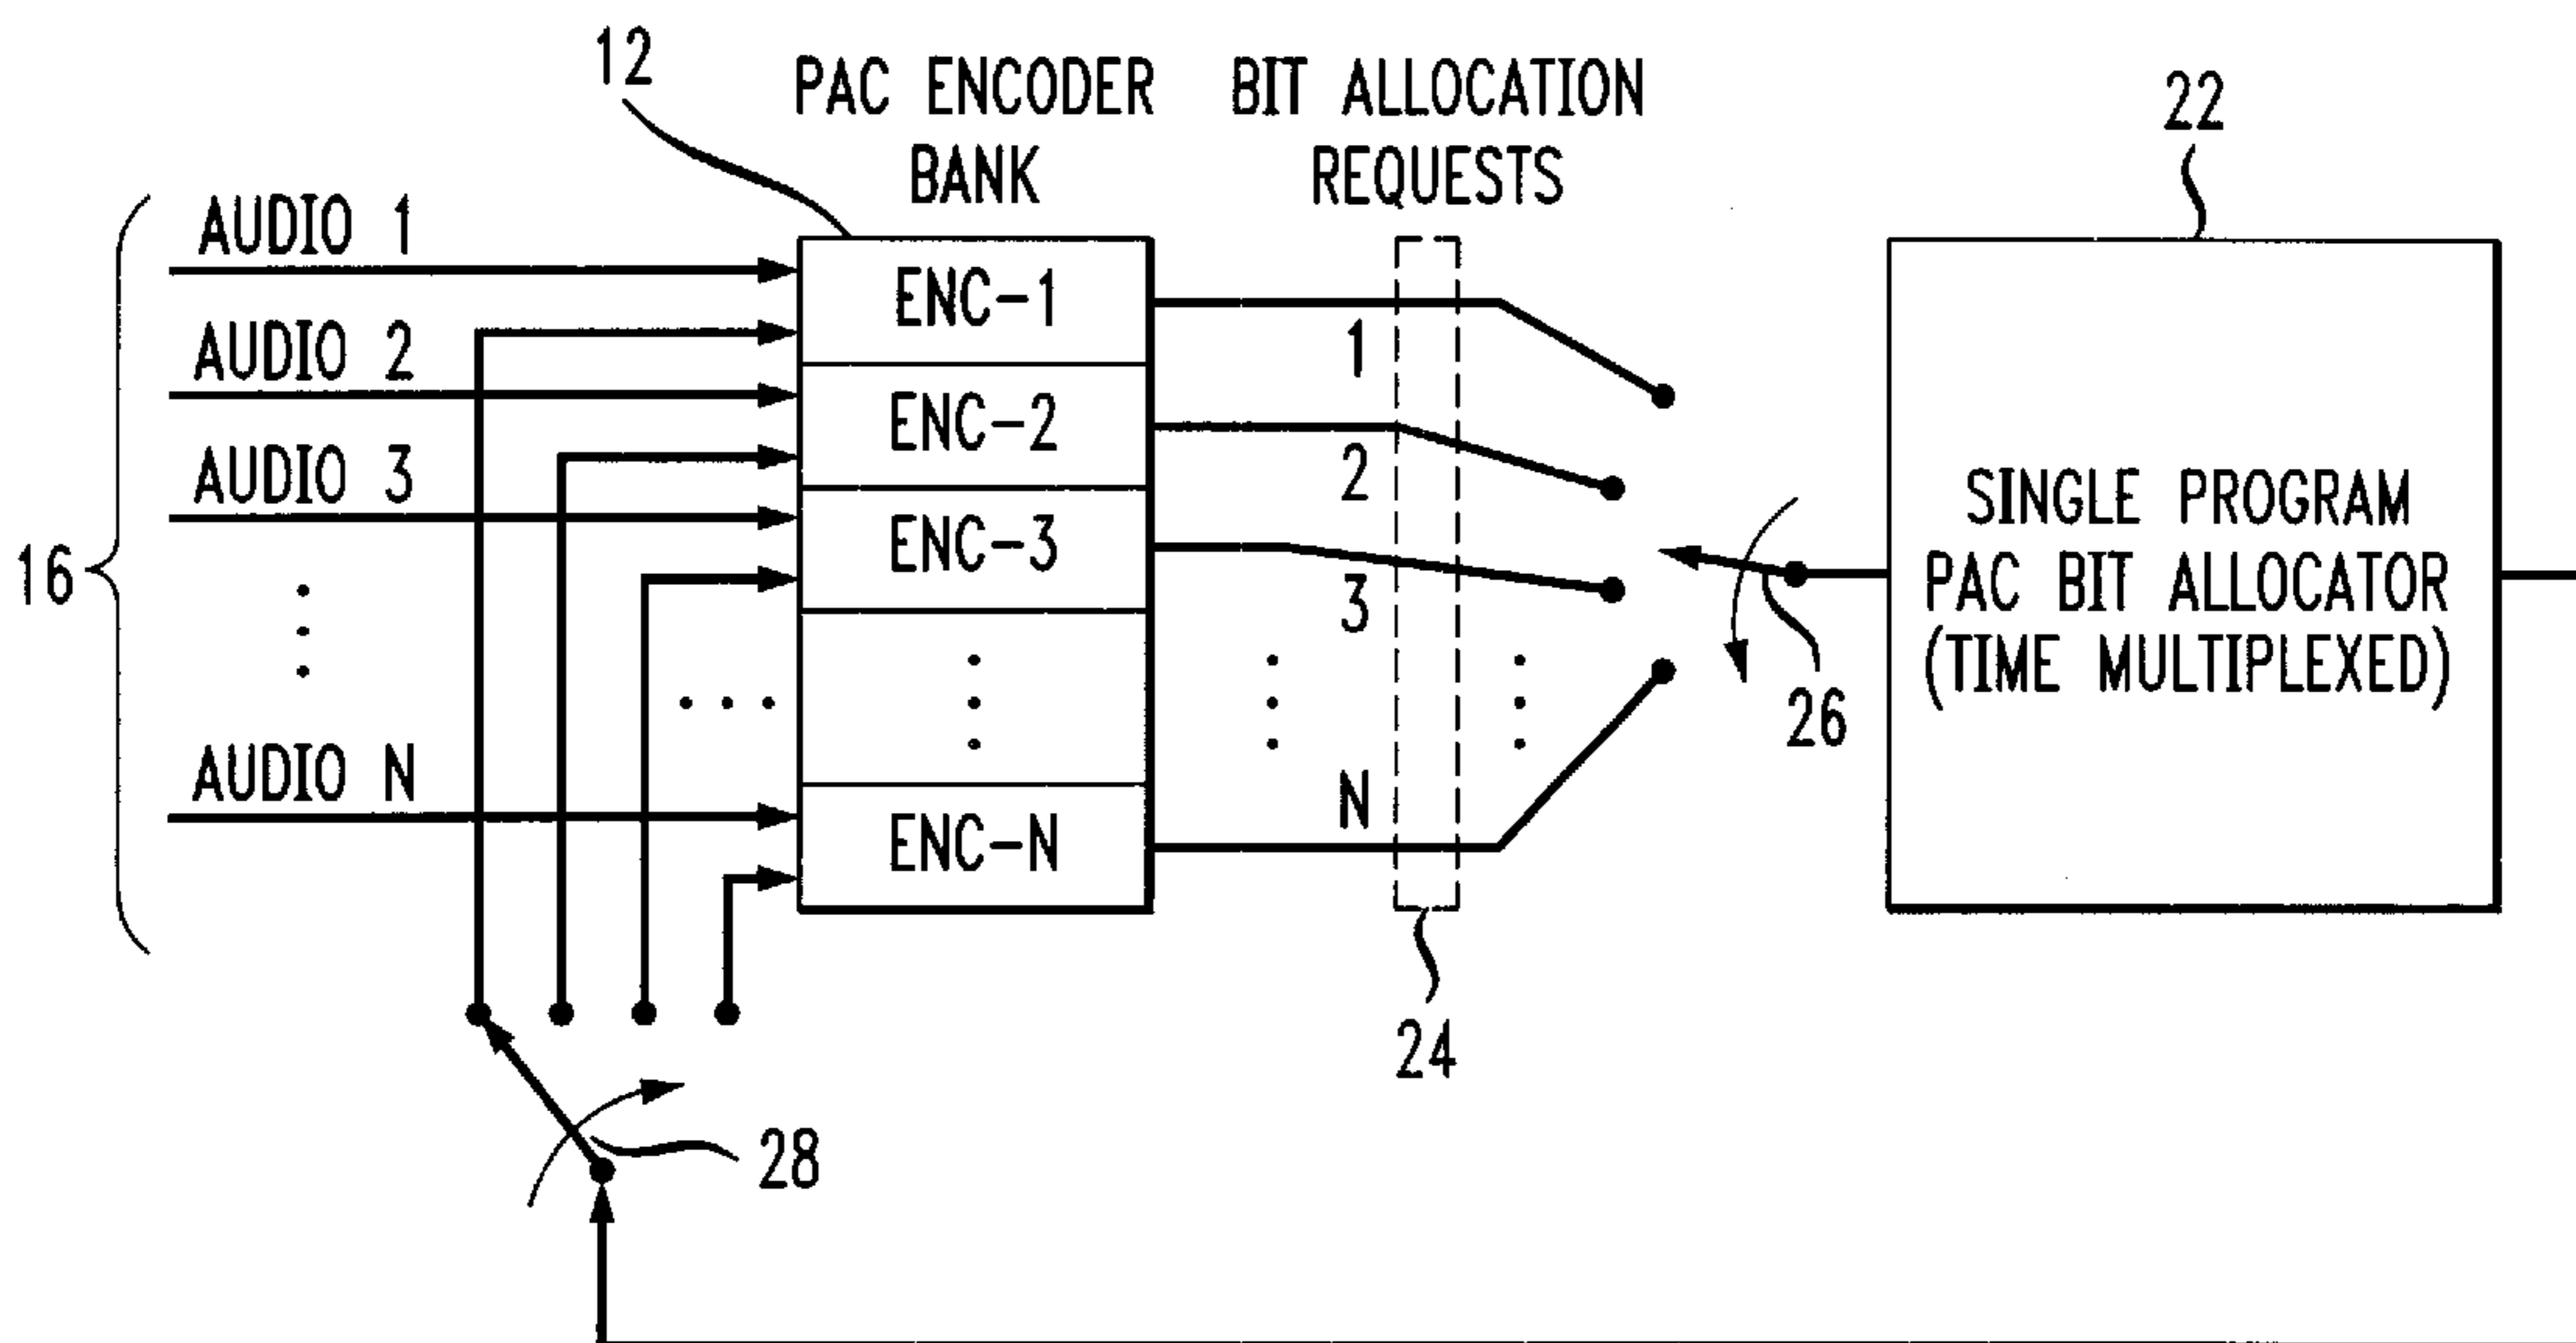 12
PAC ENCODER
BANK
BIT ALLOCATION
REQUESTS
22
16
AUDIO 1
AUDIO 2
AUDIO 3
AUDIO N
ENC-1
ENC-2
ENC-3
ENC-N
1
2
3
N
24
26
SINGLE PROGRAM
PAC BIT ALLOCATOR
(TIME MULTIPLEXED)
28